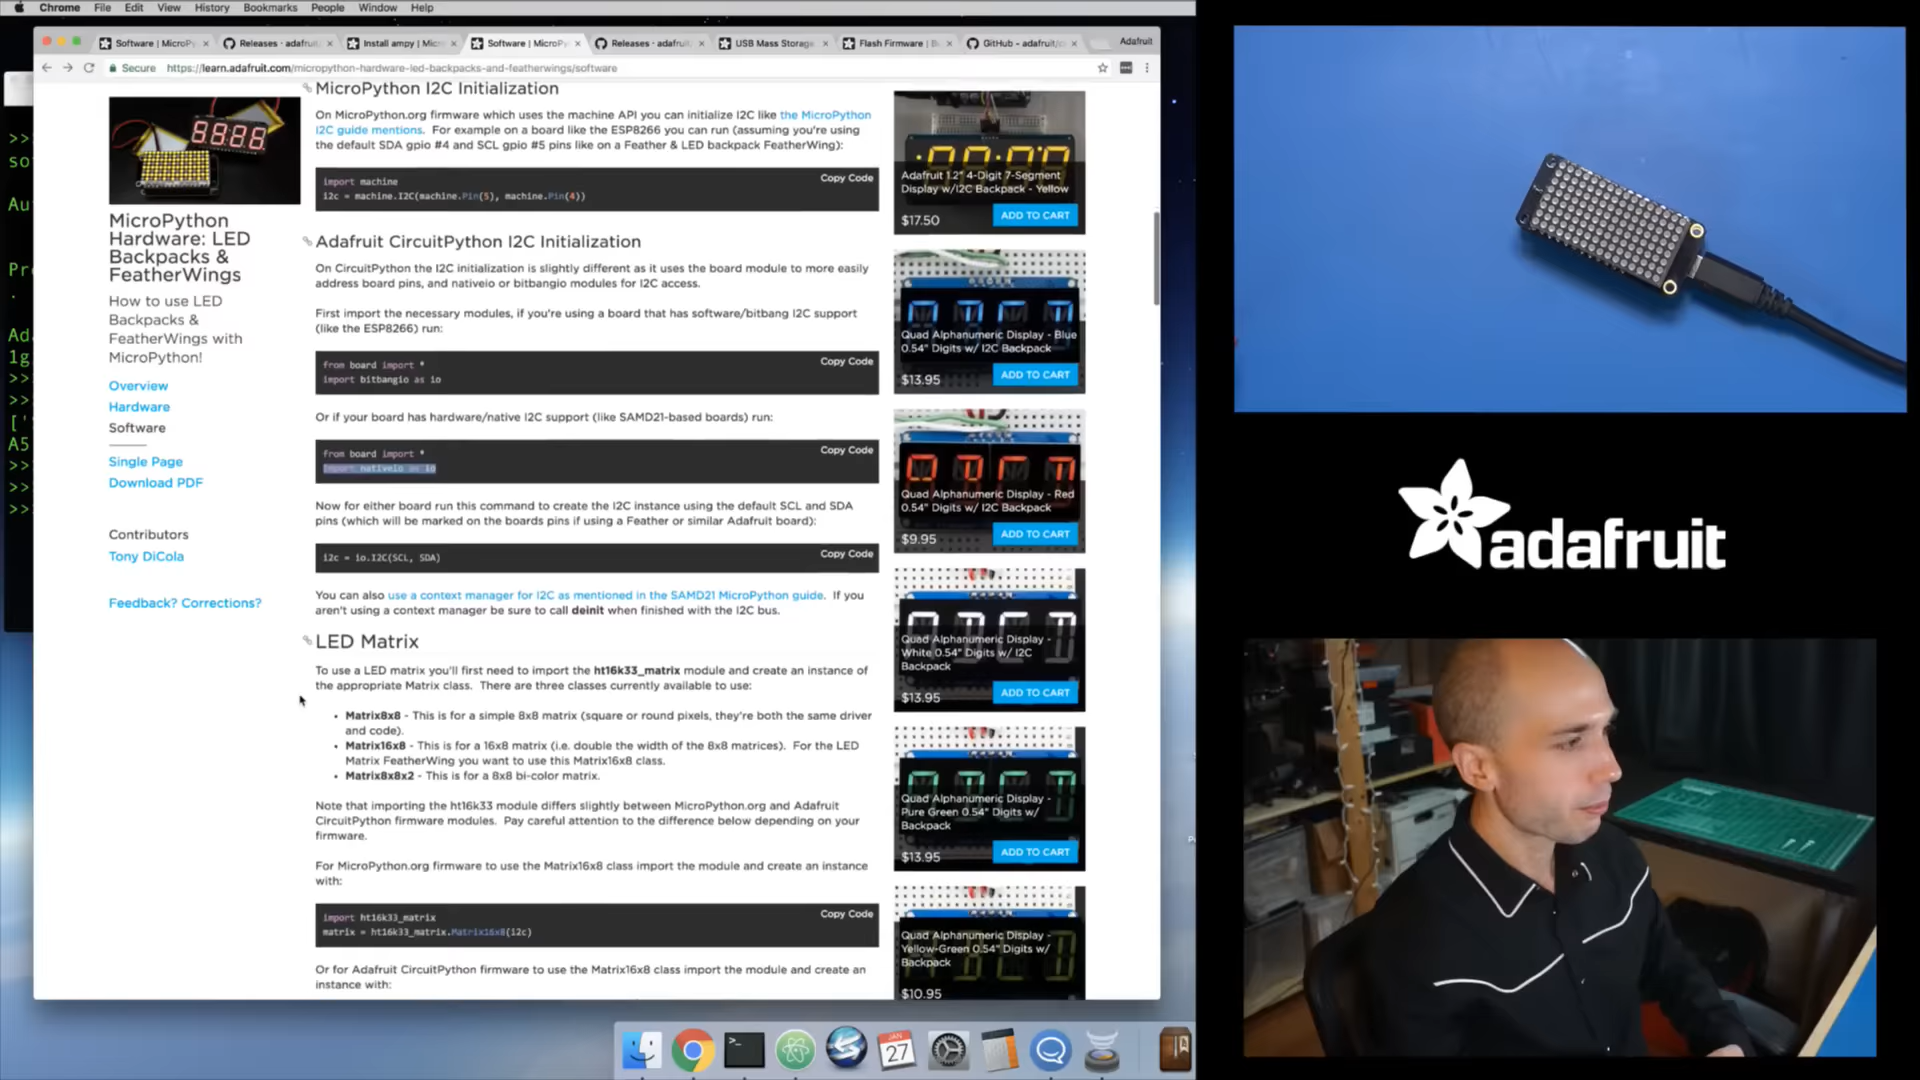 Chrome File Edit View History Bookmarks People Window Help
Software | MicroPy
Releases · adafruit
Install ampy | Micr
Software | MicroPy
Releases · adafruit
USB Mass Storage
Flash Firmware |
GitHub - adafruit/
Adafruit
Secure https://learn.adafruit.com/micropython-hardware-led-backpacks-and-featherwings/software
>>
so
Au
Pr
.
Ad
1g
>>
>>
['
A5
>>
>>
>>
MicroPython
Hardware: LED
Backpacks &
FeatherWings
How to use LED
Backpacks &
FeatherWings with
MicroPython!
Overview
Hardware
Software
Single Page
Download PDF
Contributors
Tony DiCola
Feedback? Corrections?
MicroPython I2C Initialization
On MicroPython.org firmware which uses the machine API you can initialize I2C like the MicroPython
I2C guide mentions. For example on a board like the ESP8266 you can run (assuming you're using
the default SDA gpio #4 and SCL gpio #5 pins like on a Feather & LED backpack FeatherWing):
Copy Code
import machine
i2c = machine.I2C(machine.Pin(5), machine.Pin(4))
Adafruit CircuitPython I2C Initialization
On CircuitPython the I2C initialization is slightly different as it uses the board module to more easily
address board pins, and nativeio or bitbangio modules for I2C access.
First import the necessary modules, if you're using a board that has software/bitbang I2C support
(like the ESP8266) run:
Copy Code
from board import *
import bitbangio as io
Or if your board has hardware/native I2C support (like SAMD21-based boards) run:
Copy Code
from board import *
import nativeio as io
Now for either board run this command to create the I2C instance using the default SCL and SDA
pins (which will be marked on the boards pins if using a Feather or similar Adafruit board):
Copy Code
i2c = io.I2C(SCL, SDA)
You can also use a context manager for I2C as mentioned in the SAMD21 MicroPython guide. If you
aren't using a context manager be sure to call deinit when finished with the I2C bus.
LED Matrix
To use a LED matrix you'll first need to import the ht16k33_matrix module and create an instance of
the appropriate Matrix class. There are three classes currently available to use:
• Matrix8x8 - This is for a simple 8x8 matrix (square or round pixels, they're both the same driver
and code).
• Matrix16x8 - This is for a 16x8 matrix (i.e. double the width of the 8x8 matrices). For the LED
Matrix FeatherWing you want to use this Matrix16x8 class.
• Matrix8x8x2 - This is for a 8x8 bi-color matrix.
Note that importing the ht16k33 module differs slightly between MicroPython.org and Adafruit
CircuitPython firmware modules. Pay careful attention to the difference below depending on your
firmware.
For MicroPython.org firmware to use the Matrix16x8 class import the module and create an instance
with:
Copy Code
import ht16k33_matrix
matrix = ht16k33_matrix.Matrix16x8(i2c)
Or for Adafruit CircuitPython firmware to use the Matrix16x8 class import the module and create an
instance with:
Adafruit 1.2" 4-Digit 7-Segment
Display w/I2C Backpack - Yellow
$17.50 ADD TO CART
Quad Alphanumeric Display - Blue
0.54" Digits w/ I2C Backpack
$13.95 ADD TO CART
Quad Alphanumeric Display - Red
0.54" Digits w/ I2C Backpack
$9.95 ADD TO CART
Quad Alphanumeric Display -
White 0.54" Digits w/ I2C
Backpack
$13.95 ADD TO CART
Quad Alphanumeric Display -
Pure Green 0.54" Digits w/
Backpack
$13.95 ADD TO CART
Quad Alphanumeric Display -
Yellow-Green 0.54" Digits w/
Backpack
$10.95
JAN
27
adafruit